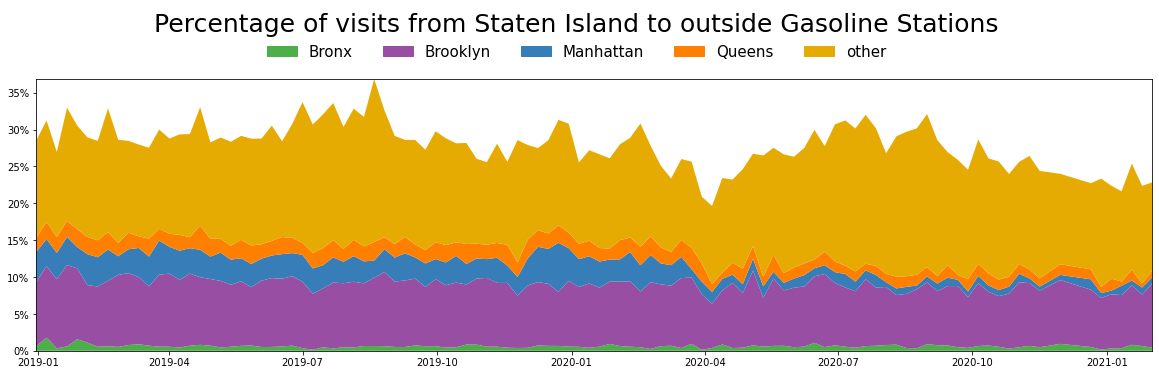 Percentage of visits from Staten Island to outside Gasoline Stations
Bronx Brooklyn Manhattan Queens other
35%
30%
25%
20%
15%
10%
5%
0%
2019-01 2019-04 2019-07 2019-10 2020-01 2020-04 2020-07 2020-10 2021-01